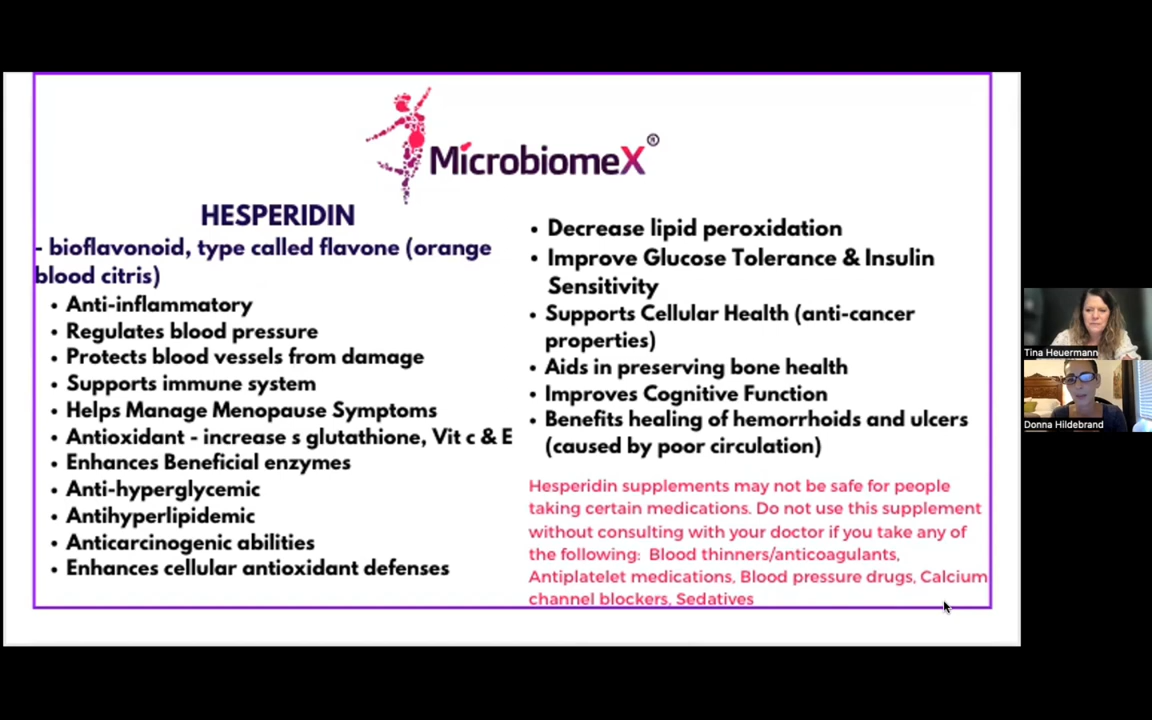 MicrobiomeX®
HESPERIDIN
- bioflavonoid, type called flavone (orange
blood citris)
• Anti-inflammatory
• Regulates blood pressure
• Protects blood vessels from damage
• Supports immune system
• Helps Manage Menopause Symptoms
• Antioxidant - increase s glutathione, Vit c & E
• Enhances Beneficial enzymes
• Anti-hyperglycemic
• Antihyperlipidemic
• Anticarcinogenic abilities
• Enhances cellular antioxidant defenses
• Decrease lipid peroxidation
• Improve Glucose Tolerance & Insulin
Sensitivity
• Supports Cellular Health (anti-cancer
properties)
• Aids in preserving bone health
• Improves Cognitive Function
• Benefits healing of hemorrhoids and ulcers
(caused by poor circulation)
Hesperidin supplements may not be safe for people
taking certain medications. Do not use this supplement
without consulting with your doctor if you take any of
the following: Blood thinners/anticoagulants,
Antiplatelet medications, Blood pressure drugs, Calcium
channel blockers, Sedatives
Tina Heuermann
Donna Hildebrand